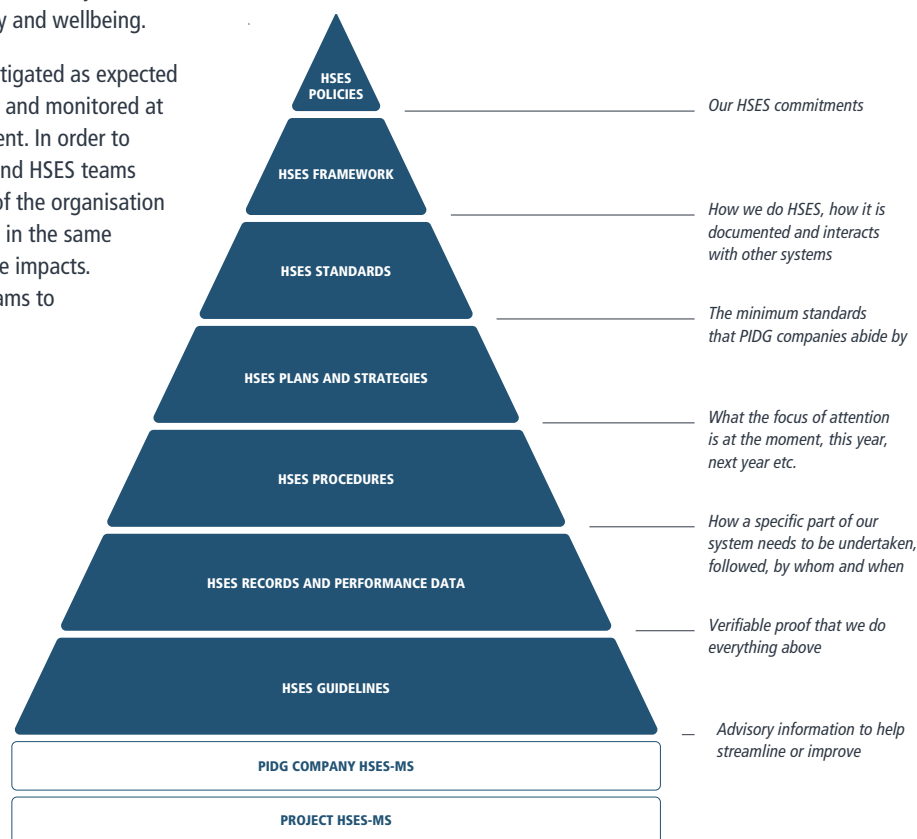 y and wellbeing.
tigated as expected
and monitored at
ent. In order to
nd HSES teams
of the organisation
in the same
e impacts.
ams to
HSES
POLICIES
Our HSES commitments
HSES FRAMEWORK
How we do HSES, how it is
documented and interacts
with other systems
HSES STANDARDS
The minimum standards
that PIDG companies abide by
HSES PLANS AND STRATEGIES
What the focus of attention
is at the moment, this year,
next year etc.
HSES PROCEDURES
How a specific part of our
system needs to be undertaken,
followed, by whom and when
HSES RECORDS AND PERFORMANCE DATA
Verifiable proof that we do
everything above
HSES GUIDELINES
Advisory information to help
streamline or improve
PIDG COMPANY HSES-MS
PROJECT HSES-MS